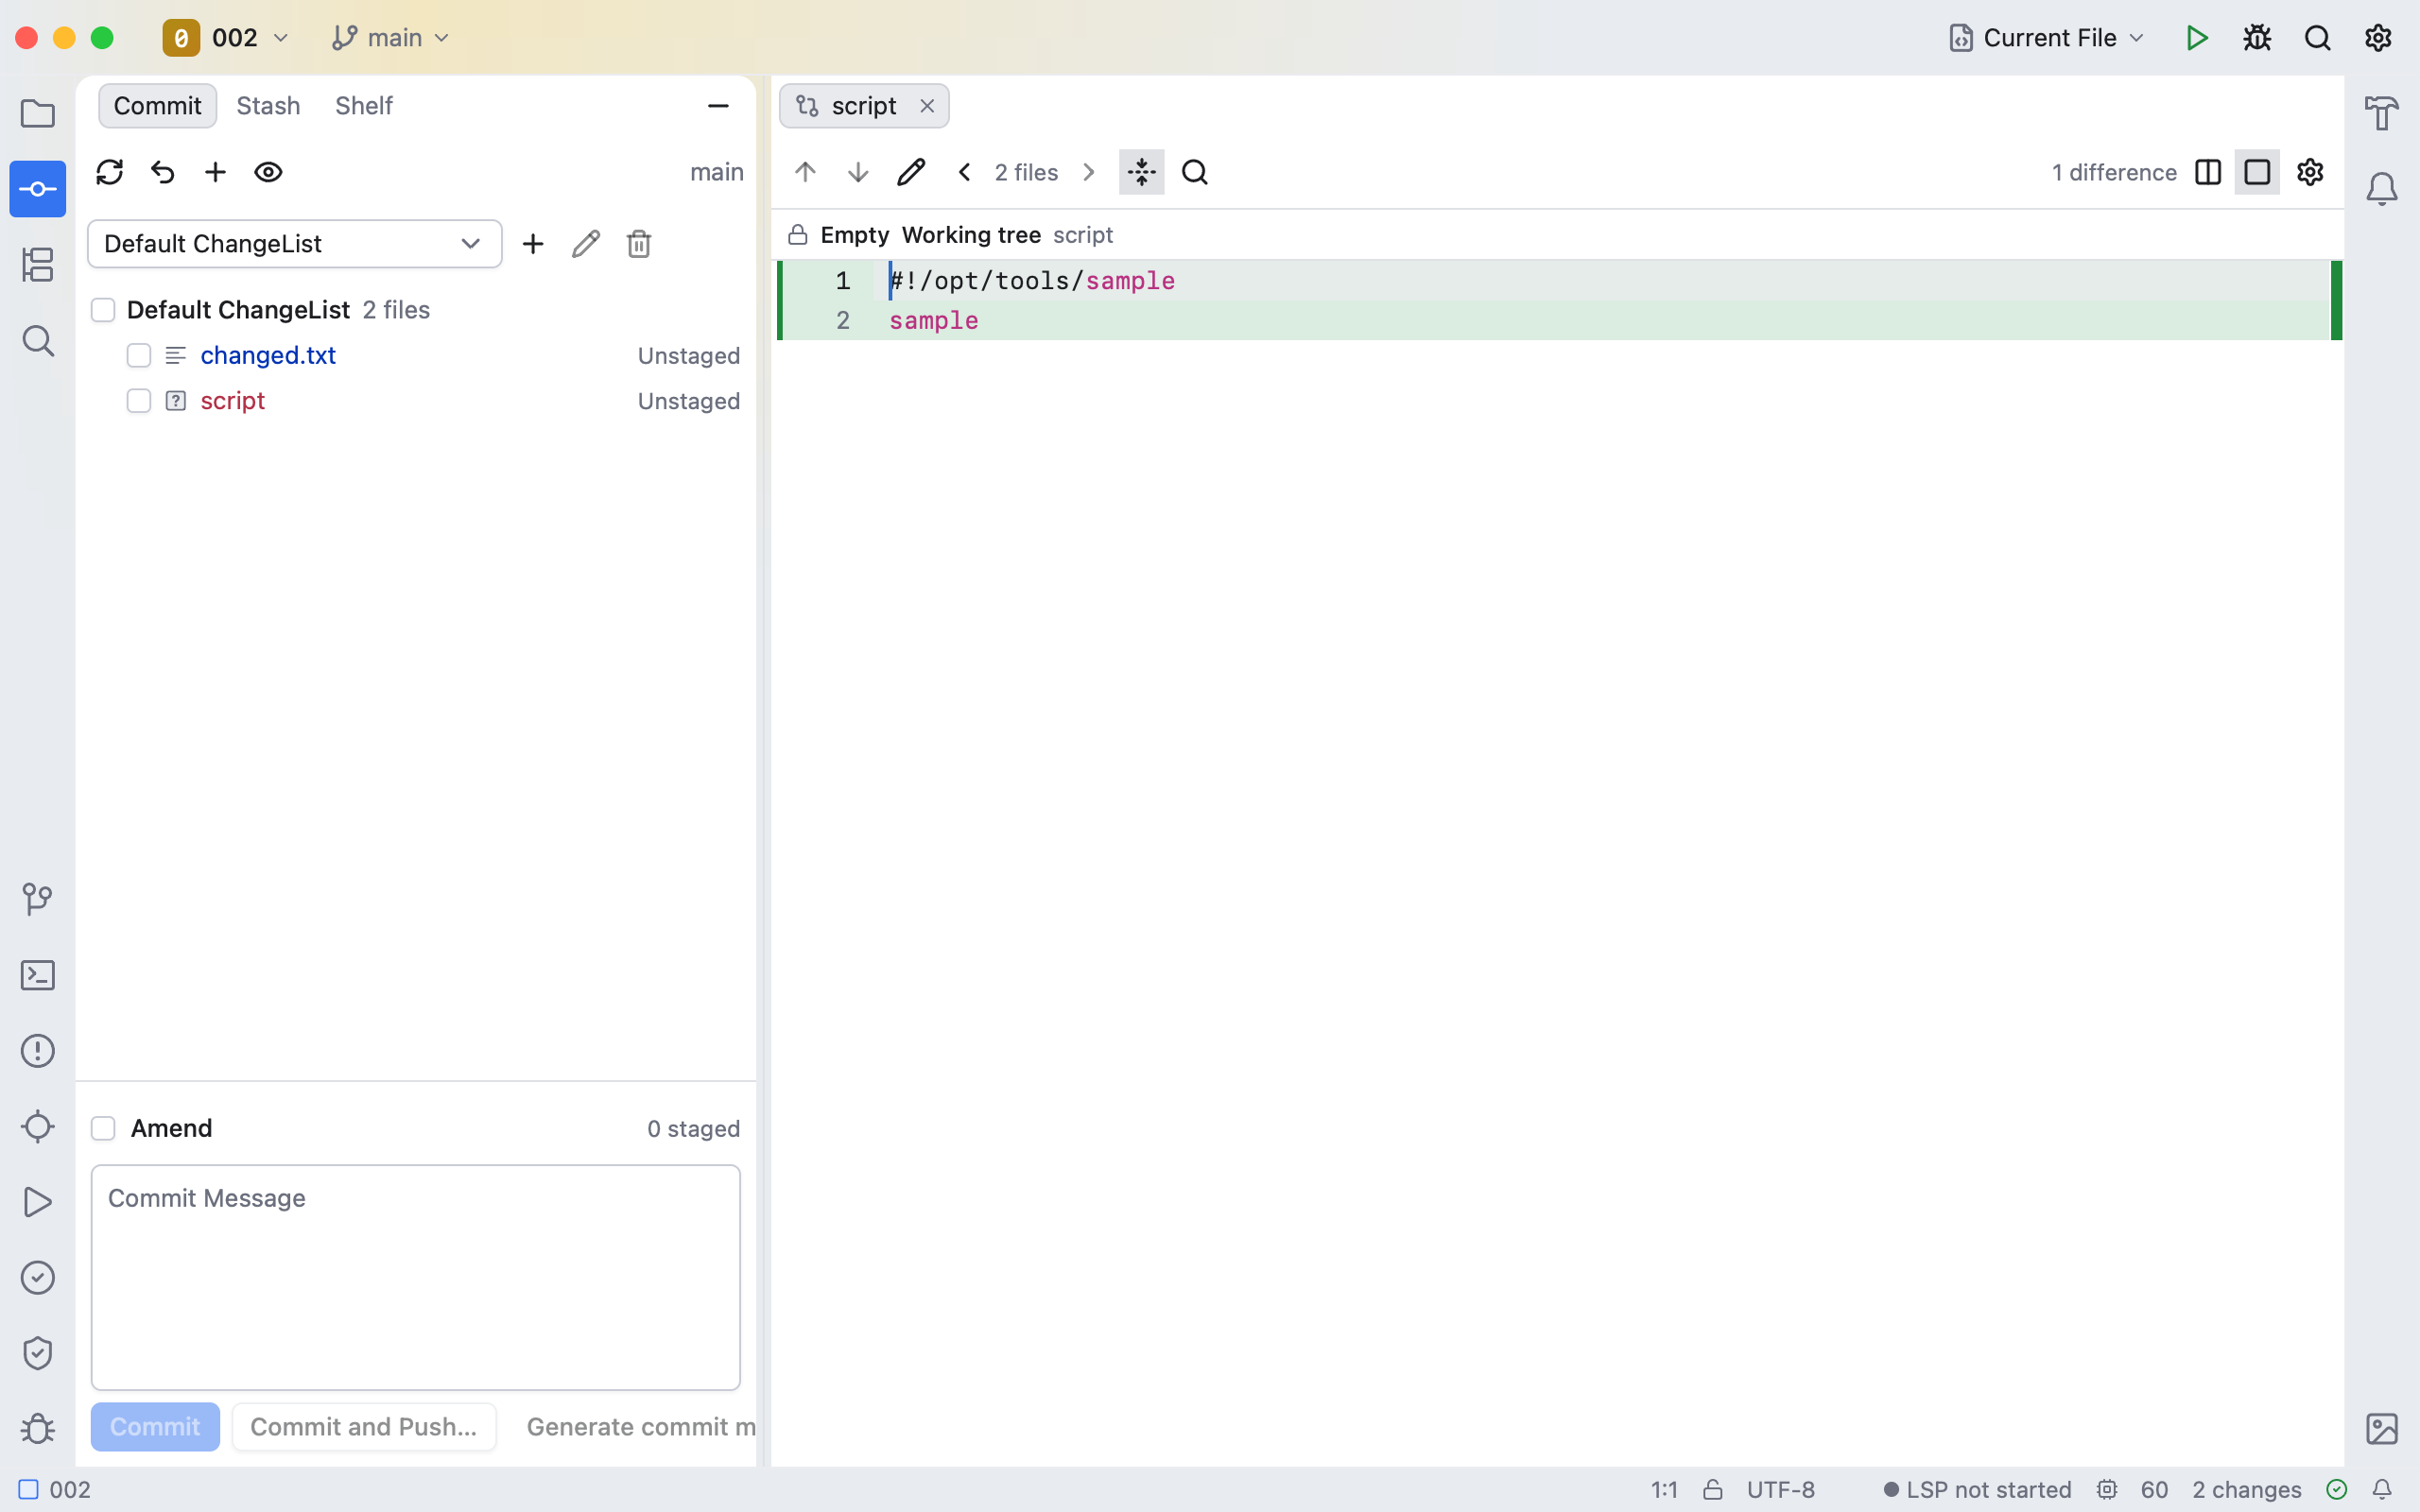 0 002 main Current File
Commit Stash Shelf
script
main
2 files
1 difference
Default ChangeList
Empty Working tree script
Default ChangeList 2 files
changed.txt Unstaged
script Unstaged
1 #!/opt/tools/sample
2 sample
Amend 0 staged
Commit Message
Commit Commit and Push... Generate commit m
002 1:1 UTF-8 LSP not started 60 2 changes